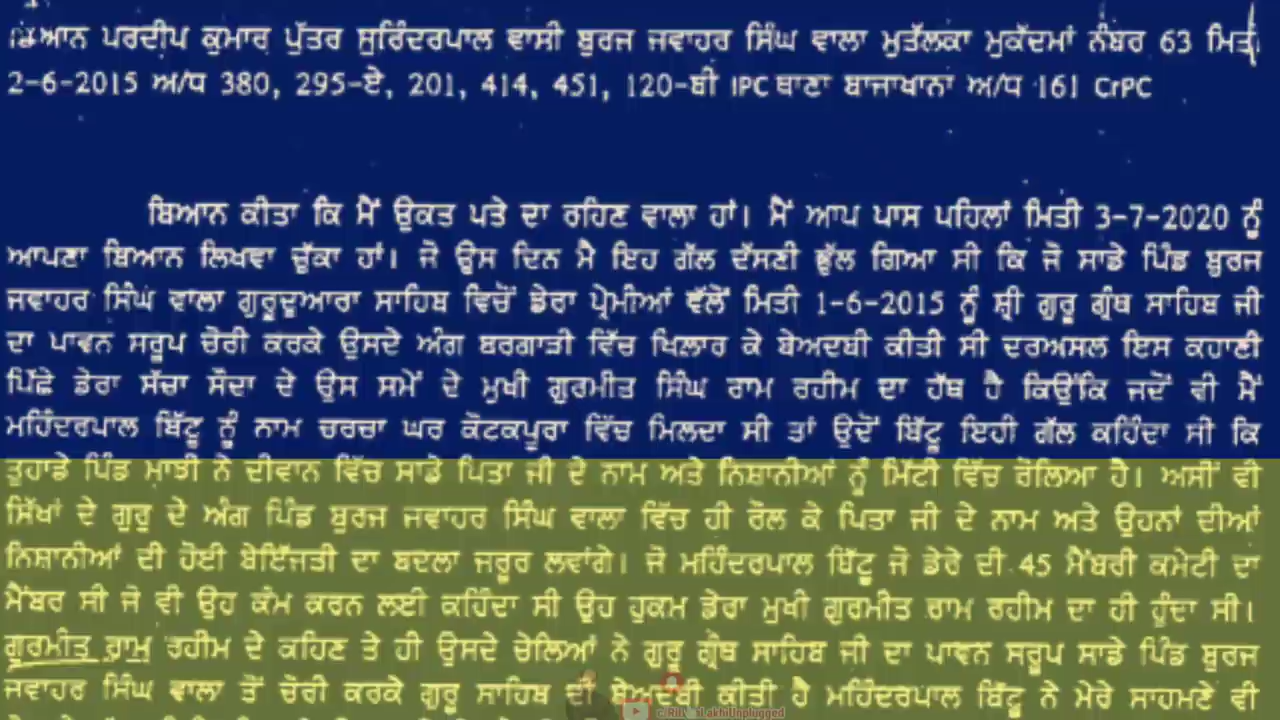 ਬਿਆਨ ਪਰਦੀਪ ਕੁਮਾਰ ਪੁੱਤਰ ਸੁਰਿੰਦਰਪਾਲ ਵਾਸੀ ਬੁਰਜ ਜਵਾਹਰ ਸਿੰਘ ਵਾਲਾ ਮੁਤੱਲਕਾ ਮੁਕੱਦਮਾਂ ਨੰਬਰ 63 ਮਿਤੀ
2-6-2015 ਅ/ਧ 380, 295-ਏ, 201, 414, 451, 120-ਬੀ IPC ਥਾਣਾ ਬਾਜਾਖਾਨਾ ਅ/ਧ 161 CrPC
ਬਿਆਨ ਕੀਤਾ ਕਿ ਮੈਂ ਉਕਤ ਪਤੇ ਦਾ ਰਹਿਣ ਵਾਲਾ ਹਾਂ। ਮੈਂ ਆਪ ਪਾਸ ਪਹਿਲਾਂ ਮਿਤੀ 3-7-2020 ਨੂੰ
ਆਪਣਾ ਬਿਆਨ ਲਿਖਵਾ ਚੁੱਕਾ ਹਾਂ। ਜੋ ਉਸ ਦਿਨ ਮੈ ਇਹ ਗੱਲ ਦੱਸਣੀ ਭੁੱਲ ਗਿਆ ਸੀ ਕਿ ਜੋ ਸਾਡੇ ਪਿੰਡ ਬੁਰਜ
ਜਵਾਹਰ ਸਿੰਘ ਵਾਲਾ ਗੁਰੂਦੁਆਰਾ ਸਾਹਿਬ ਵਿਚੋਂ ਡੇਰਾ ਪ੍ਰੇਮੀਆਂ ਵੱਲੋਂ ਮਿਤੀ 1-6-2015 ਨੂੰ ਸ਼੍ਰੀ ਗੁਰੂ ਗ੍ਰੰਥ ਸਾਹਿਬ ਜੀ
ਦਾ ਪਾਵਨ ਸਰੂਪ ਚੋਰੀ ਕਰਕੇ ਉਸਦੇ ਅੰਗ ਬਰਗਾੜੀ ਵਿੱਚ ਖਿਲਾਰ ਕੇ ਬੇਅਦਬੀ ਕੀਤੀ ਸੀ ਦਰਅਸਲ ਇਸ ਕਹਾਣੀ
ਪਿੱਛੇ ਡੇਰਾ ਸੱਚਾ ਸੌਦਾ ਦੇ ਉਸ ਸਮੇਂ ਦੇ ਮੁਖੀ ਗੁਰਮੀਤ ਸਿੰਘ ਰਾਮ ਰਹੀਮ ਦਾ ਹੱਥ ਹੈ ਕਿਉਂਕਿ ਜਦੋਂ ਵੀ ਮੈਂ
ਮਹਿੰਦਰਪਾਲ ਬਿੱਟੂ ਨੂੰ ਨਾਮ ਚਰਚਾ ਘਰ ਕੋਟਕਪੂਰਾ ਵਿੱਚ ਮਿਲਦਾ ਸੀ ਤਾਂ ਉਦੋਂ ਬਿੱਟੂ ਇਹੀ ਗੱਲ ਕਹਿੰਦਾ ਸੀ ਕਿ
ਤੁਹਾਡੇ ਪਿੰਡ ਮਾਝੀ ਨੇ ਦੀਵਾਨ ਵਿੱਚ ਸਾਡੇ ਪਿਤਾ ਜੀ ਦੇ ਨਾਮ ਅਤੇ ਨਿਸ਼ਾਨੀਆਂ ਨੂੰ ਮਿੱਟੀ ਵਿੱਚ ਰੋਲਿਆ ਹੈ। ਅਸੀਂ ਵੀ
ਸਿੱਖਾਂ ਦੇ ਗੁਰੂ ਦੇ ਅੰਗ ਪਿੰਡ ਬੁਰਜ ਜਵਾਹਰ ਸਿੰਘ ਵਾਲਾ ਵਿੱਚ ਹੀ ਰੋਲ ਕੇ ਪਿਤਾ ਜੀ ਦੇ ਨਾਮ ਅਤੇ ਉਹਨਾਂ ਦੀਆਂ
ਨਿਸ਼ਾਨੀਆਂ ਦੀ ਹੋਈ ਬੇਇੱਜਤੀ ਦਾ ਬਦਲਾ ਜਰੂਰ ਲਵਾਂਗੇ। ਜੋ ਮਹਿੰਦਰਪਾਲ ਬਿੱਟੂ ਜੋ ਡੇਰੇ ਦੀ 45 ਮੈਂਬਰੀ ਕਮੇਟੀ ਦਾ
ਮੈਂਬਰ ਸੀ ਜੋ ਵੀ ਉਹ ਕੰਮ ਕਰਨ ਲਈ ਕਹਿੰਦਾ ਸੀ ਉਹ ਹੁਕਮ ਡੇਰਾ ਮੁਖੀ ਗੁਰਮੀਤ ਰਾਮ ਰਹੀਮ ਦਾ ਹੀ ਹੁੰਦਾ ਸੀ।
ਗੁਰਮੀਤ ਰਾਮ ਰਹੀਮ ਦੇ ਕਹਿਣ ਤੇ ਹੀ ਉਸਦੇ ਚੇਲਿਆਂ ਨੇ ਗੁਰੂ ਗ੍ਰੰਥ ਸਾਹਿਬ ਜੀ ਦਾ ਪਾਵਨ ਸਰੂਪ ਸਾਡੇ ਪਿੰਡ ਬੁਰਜ
ਜਵਾਹਰ ਸਿੰਘ ਵਾਲਾ ਤੋਂ ਚੋਰੀ ਕਰਕੇ ਗੁਰੂ ਸਾਹਿਬ ਦੀ ਬੇਅਦਬੀ ਕੀਤੀ ਹੈ ਮਹਿੰਦਰਪਾਲ ਬਿੱਟੂ ਨੇ ਮੇਰੇ ਸਾਹਮਣੇ ਵੀ